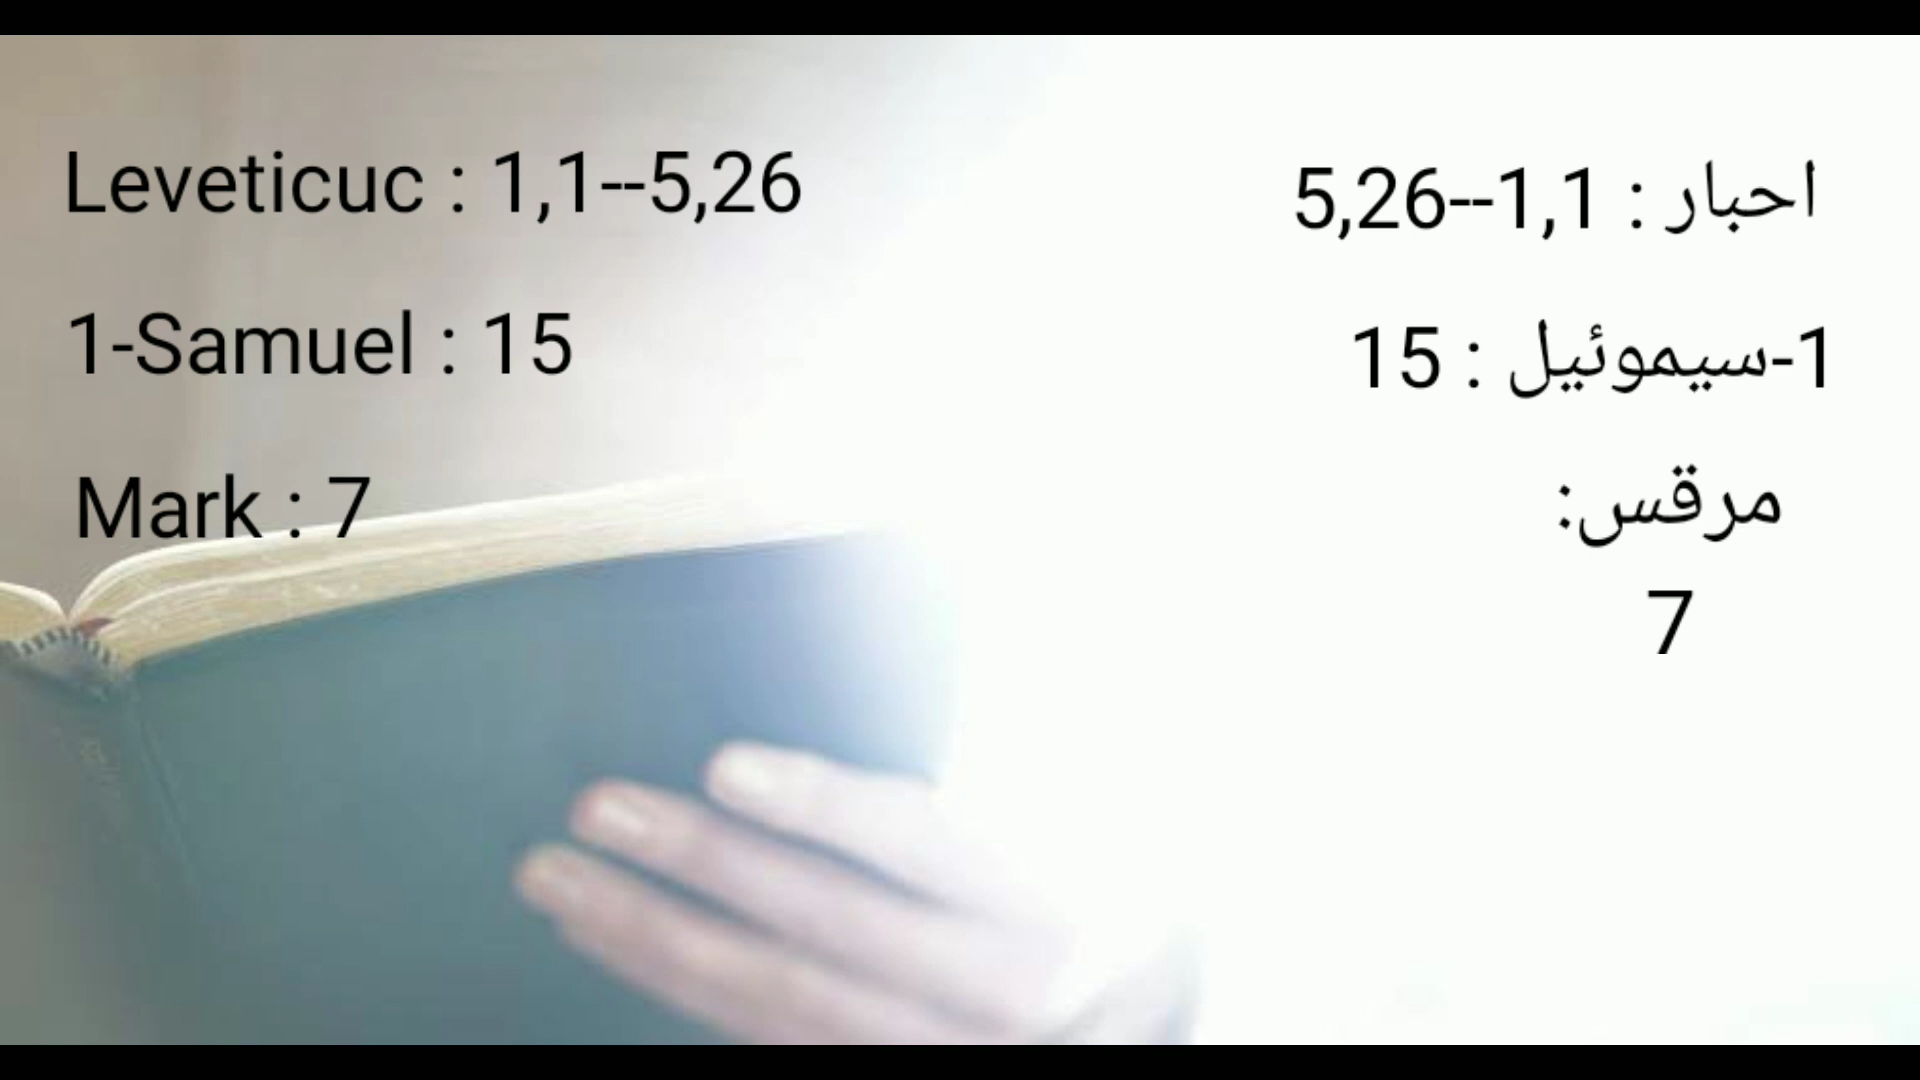 Leveticuc : 1,1--5,26
1-Samuel : 15
Mark : 7
احبار : 1,1--5,26
1-سیموئیل : 15
مرقس:
7